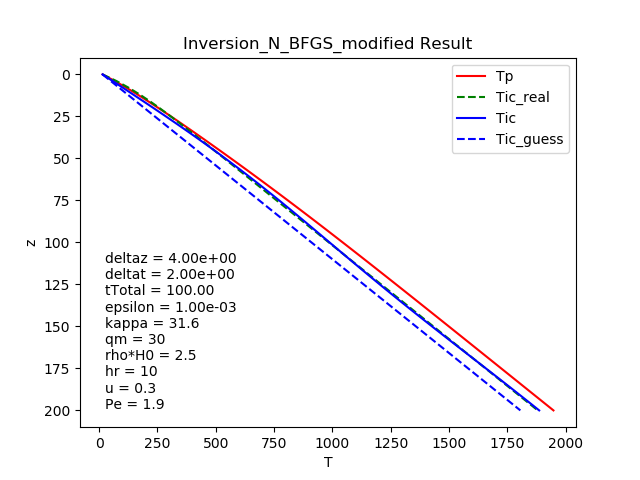 Inversion_N_BFGS_modified Result
Tp
Tic_real
Tic
Tic_guess
0
25
50
75
100
125
150
175
200
z
deltaz = 4.00e+00
deltat = 2.00e+00
tTotal = 100.00
epsilon = 1.00e-03
kappa = 31.6
qm = 30
rho*H0 = 2.5
hr = 10
u = 0.3
Pe = 1.9
0 250 500 750 1000 1250 1500 1750 2000
T